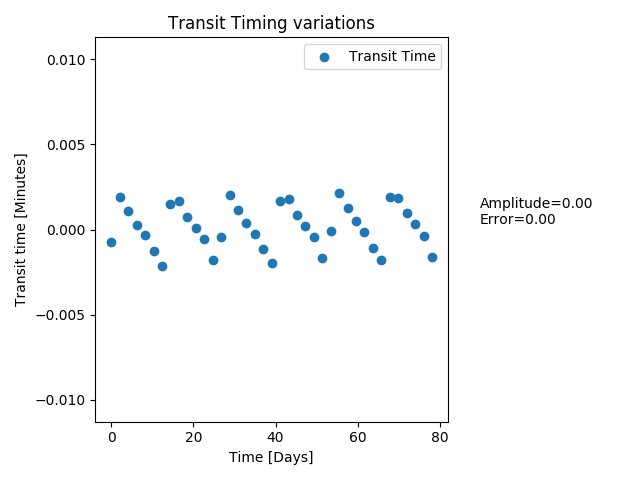 Transit Timing variations
Transit Time
0.010
0.005
0.000
−0.005
−0.010
Transit time [Minutes]
0 20 40 60 80
Time [Days]
Amplitude=0.00
Error=0.00